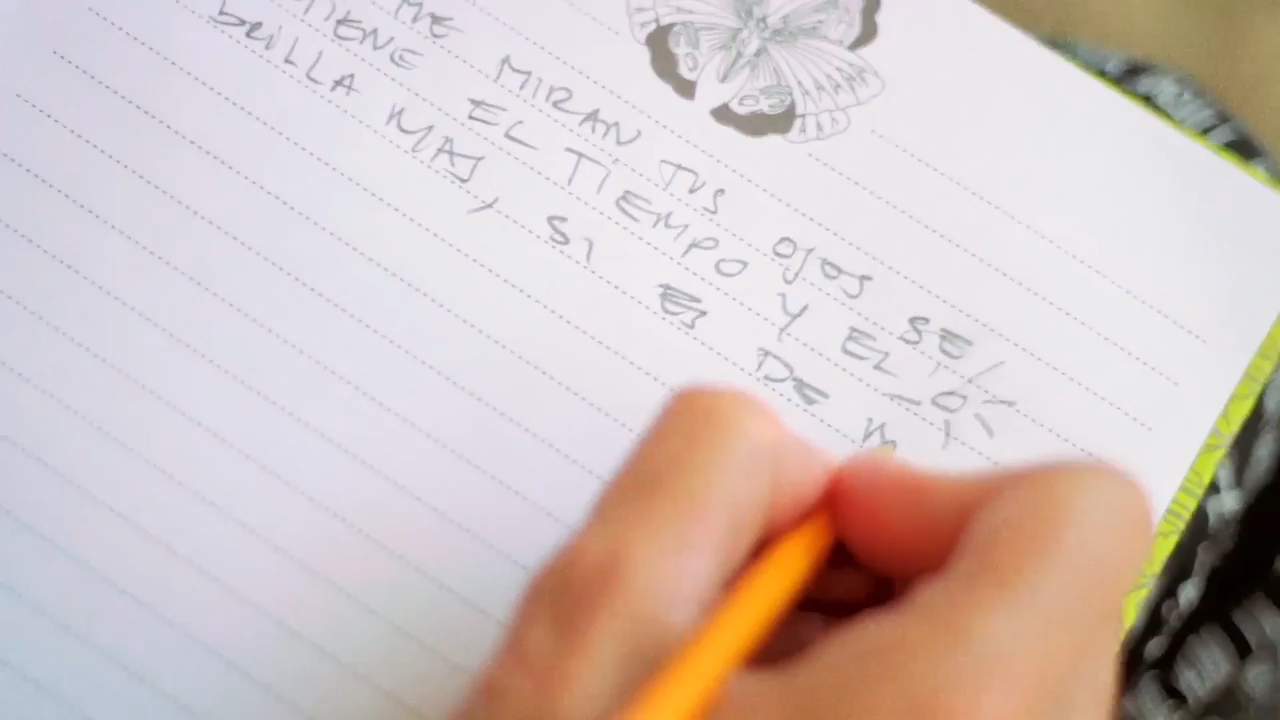 ME MIRAN TUS OJOS SE
TIENE EL TIEMPO Y EL
brILLA MAS, SI ES DE